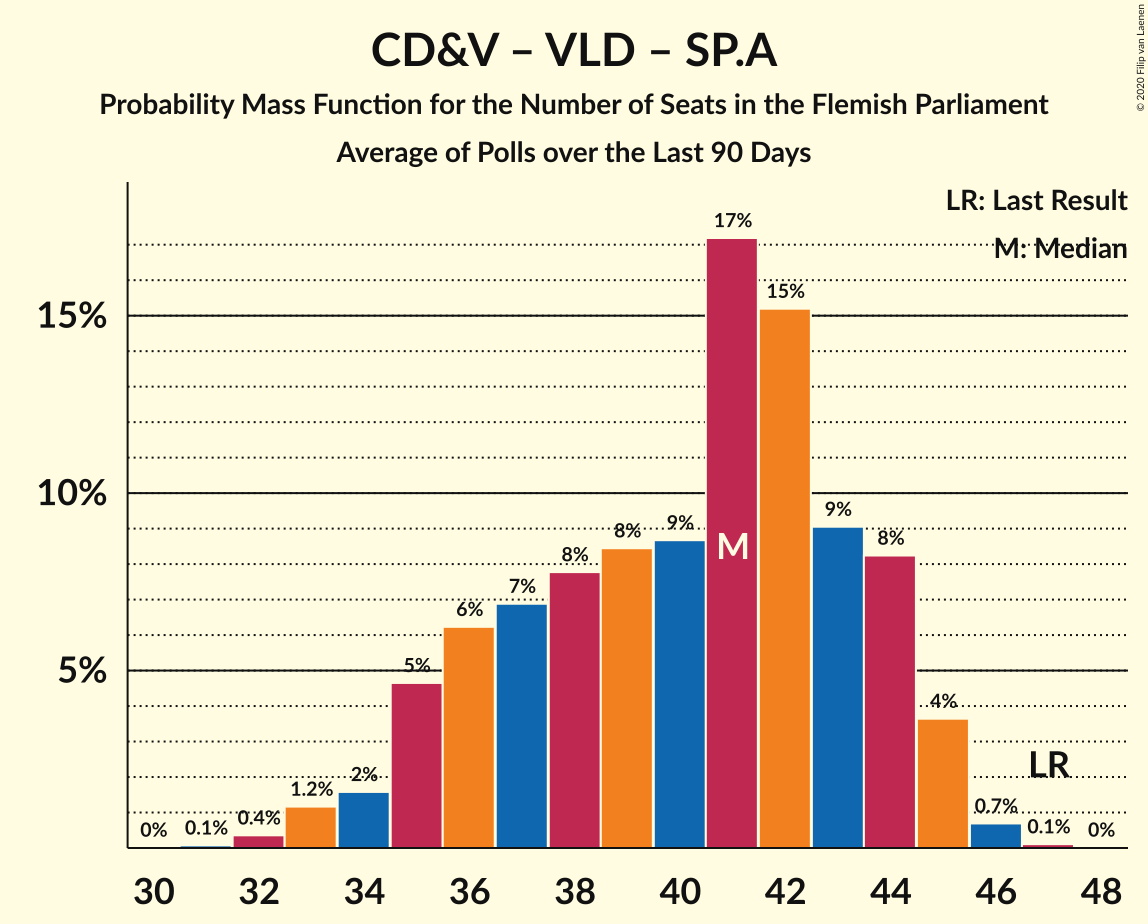 CD&V – VLD – SP.A
Probability Mass Function for the Number of Seats in the Flemish Parliament
Average of Polls over the Last 90 Days
© 2020 Filip van Laenen
LR: Last Result
M: Median
15%
10%
5%
0%
0.1%
0.4%
1.2%
2%
5%
6%
7%
8%
8%
9%
17%
15%
9%
8%
4%
0.7%
0.1%
0%
M
LR
30 32 34 36 38 40 42 44 46 48